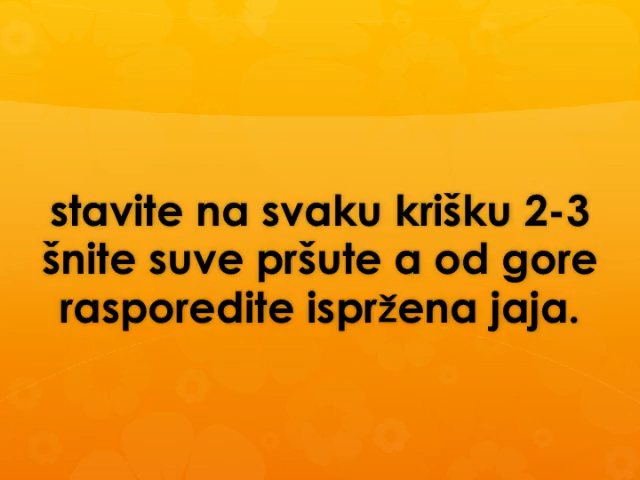 stavite na svaku krišku 2-3
šnite suve pršute a od gore
rasporedite ispržena jaja.